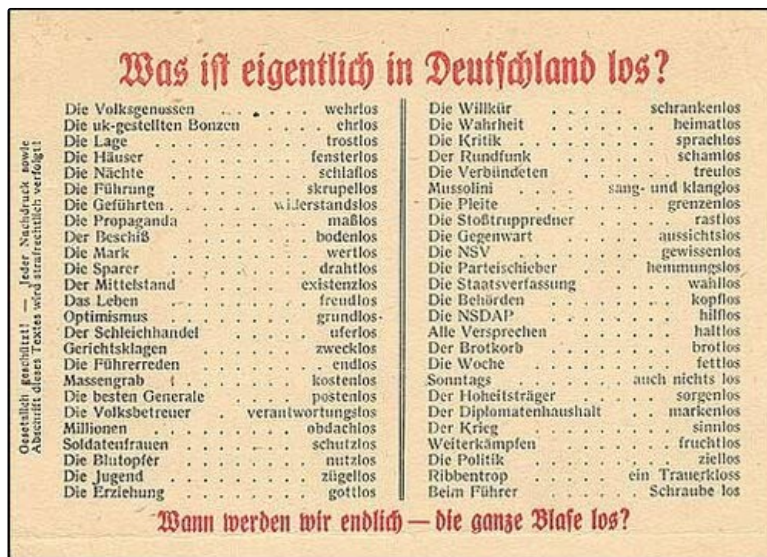 Was ist eigentlich in Deutschland los?
Gesetzlich geschützt! — Jeder Nachdruck sowie
Abschrift dieses Textes wird strafrechtlich verfolgt!
Die Volksgenossen . . . . . . wehrlos
Die uk-gestellten Bonzen . . . . . . ehrlos
Die Lage . . . . . . trostlos
Die Häuser . . . . . . fensterlos
Die Nächte . . . . . . schlaflos
Die Führung . . . . . . skrupellos
Die Geführten . . . . . . widerstandslos
Die Propaganda . . . . . . maßlos
Der Beschiß . . . . . . bodenlos
Die Mark . . . . . . wertlos
Die Sparer . . . . . . drahtlos
Der Mittelstand . . . . . . existenzlos
Das Leben . . . . . . freudlos
Optimismus . . . . . . grundlos
Der Schleichhandel . . . . . . uferlos
Gerichtsklagen . . . . . . zwecklos
Die Führerreden . . . . . . endlos
Massengrab . . . . . . kostenlos
Die besten Generale . . . . . . postenlos
Die Volksbetreuer . . verantwortungslos
Millionen . . . . . . obdachlos
Soldatenfrauen . . . . . . schutzlos
Die Blutopfer . . . . . . nutzlos
Die Jugend . . . . . . zügellos
Die Erziehung . . . . . . gottlos
Die Willkür . . . . . . schrankenlos
Die Wahrheit . . . . . . heimatlos
Die Kritik . . . . . . sprachlos
Der Rundfunk . . . . . . schamlos
Die Verbündeten . . . . . . treulos
Mussolini . . . . sang- und klanglos
Die Pleite . . . . . . grenzenlos
Die Stoßtruppredner . . . . . . rastlos
Die Gegenwart . . . . . . aussichtslos
Die NSV . . . . . . gewissenlos
Die Parteischieber . . . . hemmungslos
Die Staatsverfassung . . . . . . wahllos
Die Behörden . . . . . . kopflos
Die NSDAP . . . . . . hilflos
Alle Versprechen . . . . . . haltlos
Der Brotkorb . . . . . . brotlos
Die Woche . . . . . . fettlos
Sonntags . . . . . . auch nichts los
Der Hoheitsträger . . . . . . sorgenlos
Der Diplomatenhaushalt . . . markenlos
Der Krieg . . . . . . sinnlos
Weiterkämpfen . . . . . . fruchtlos
Die Politik . . . . . . ziellos
Ribbentrop . . . . . . ein Trauerkloss
Beim Führer . . . . . . Schraube los
Wann werden wir endlich — die ganze Blase los?